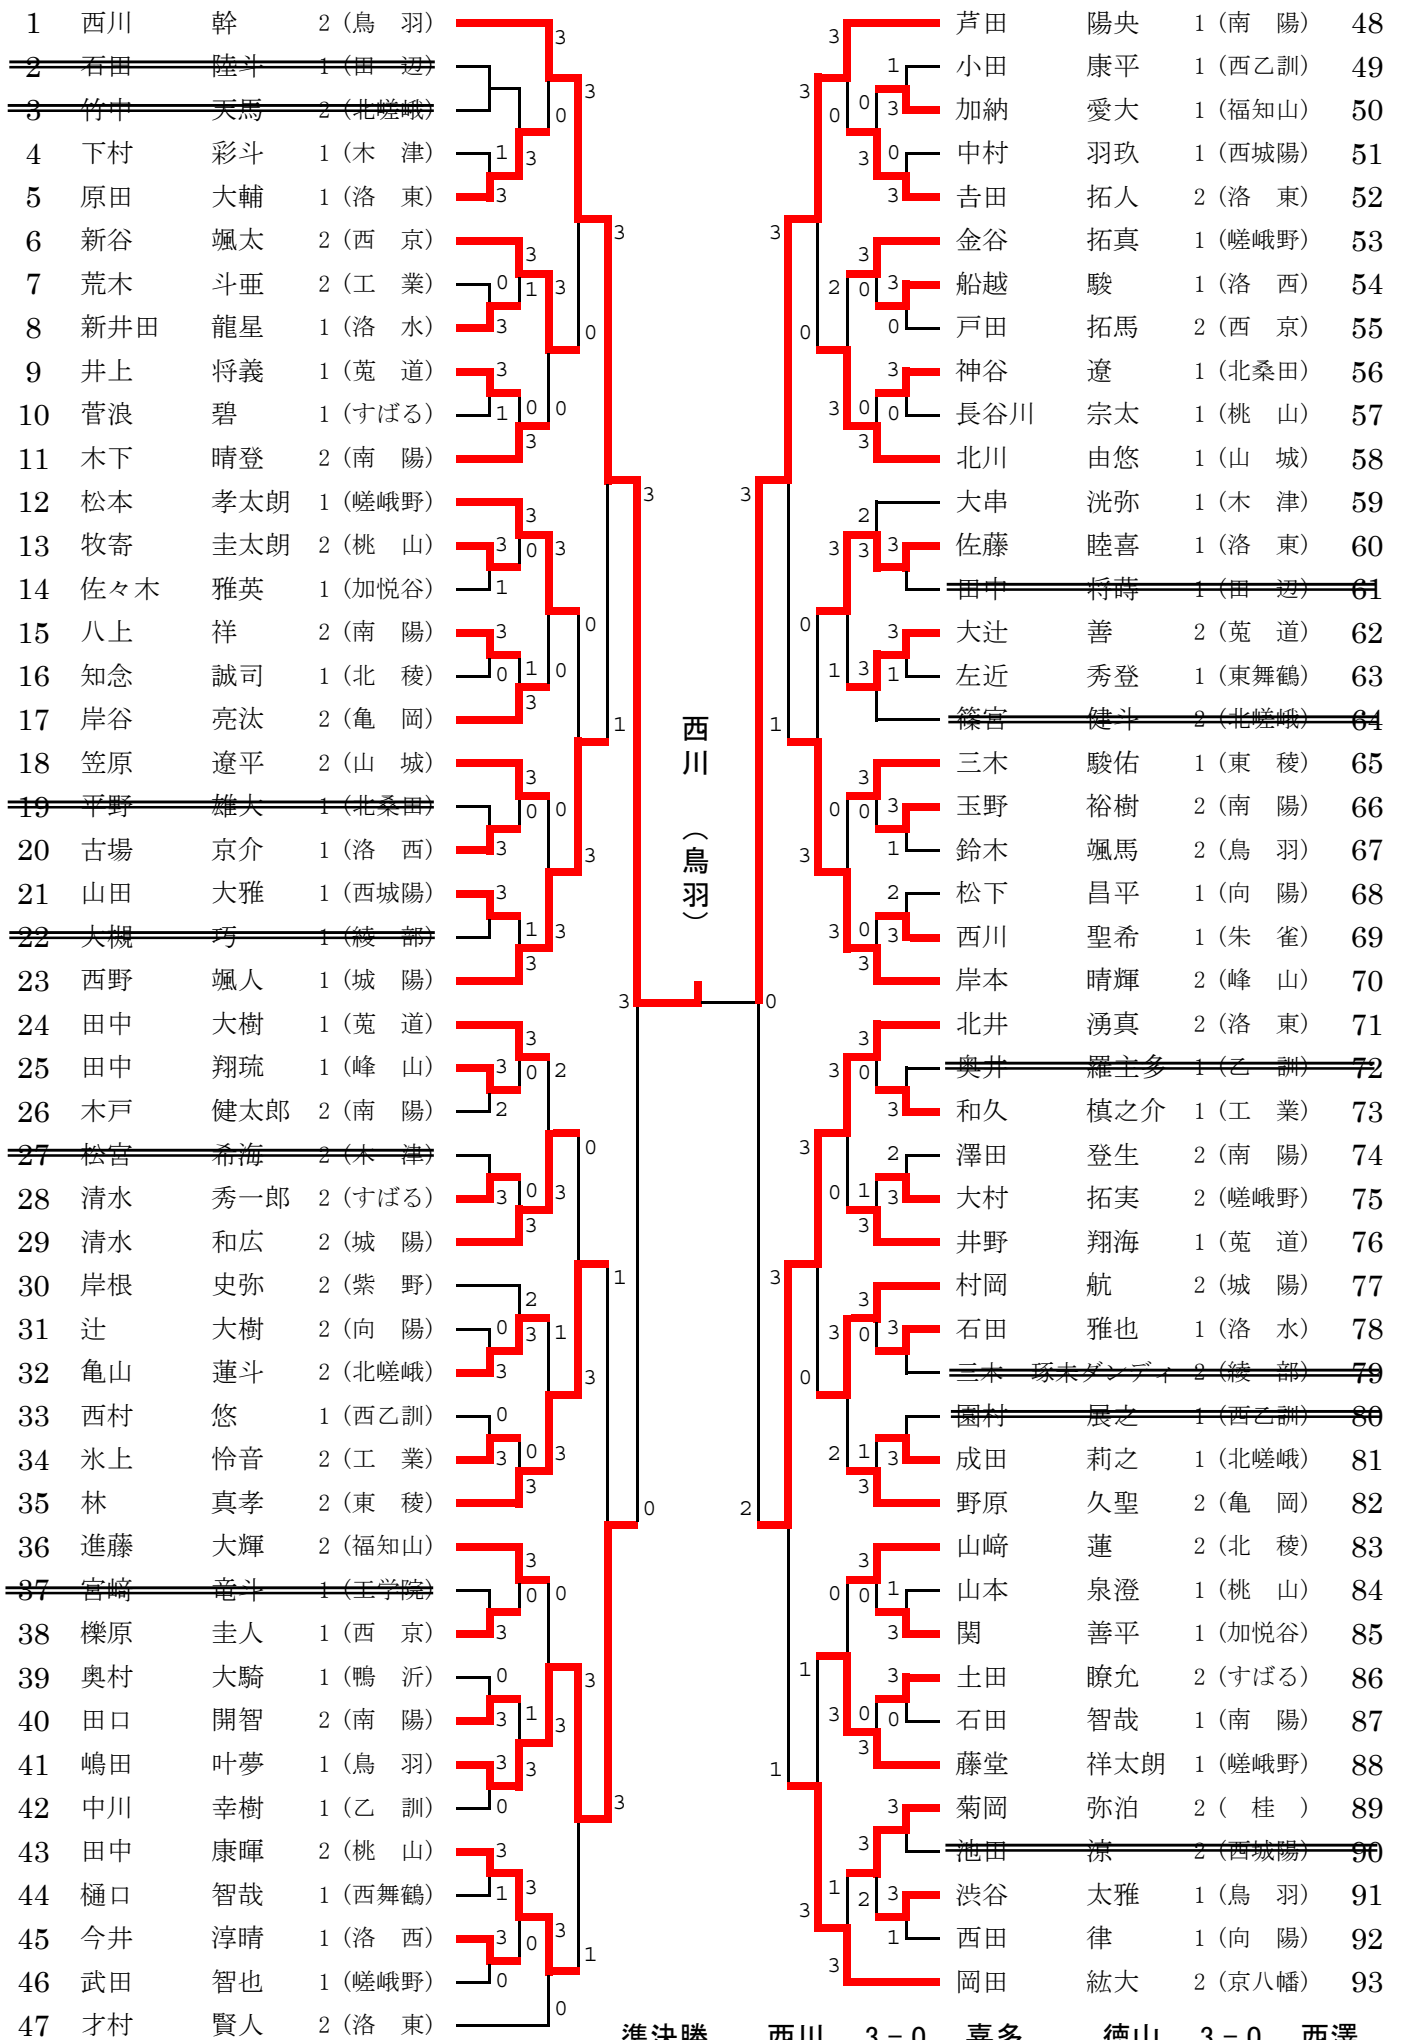 1 西川 幹 2 (鳥 羽)
2 石田 陸斗 1 (田 辺)
3 竹中 天馬 2 (北嵯峨)
4 下村 彩斗 1 (木 津)
5 原田 大輔 1 (洛 東)
6 新谷 颯太 2 (西 京)
7 荒木 斗亜 2 (工 業)
8 新井田 龍星 1 (洛 水)
9 井上 将義 1 (莵 道)
10 菅浪 碧 1 (すばる)
11 木下 晴登 2 (南 陽)
12 松本 孝太朗 1 (嵯峨野)
13 牧寄 圭太朗 2 (桃 山)
14 佐々木 雅英 1 (加悦谷)
15 八上 祥 2 (南 陽)
16 知念 誠司 1 (北 稜)
17 岸谷 亮汰 2 (亀 岡)
18 笠原 遼平 2 (山 城)
19 平野 雄大 1 (北桑田)
20 古場 京介 1 (洛 西)
21 山田 大雅 1 (西城陽)
22 大槻 巧 1 (綾 部)
23 西野 颯人 1 (城 陽)
24 田中 大樹 1 (莵 道)
25 田中 翔琉 1 (峰 山)
26 木戸 健太郎 2 (南 陽)
27 松宮 希海 2 (木 津)
28 清水 秀一郎 2 (すばる)
29 清水 和広 2 (城 陽)
30 岸根 史弥 2 (紫 野)
31 辻 大樹 2 (向 陽)
32 亀山 蓮斗 2 (北嵯峨)
33 西村 悠 1 (西乙訓)
34 氷上 怜音 2 (工 業)
35 林 真孝 2 (東 稜)
36 進藤 大輝 2 (福知山)
37 宮﨑 竜斗 1 (工学院)
38 櫟原 圭人 1 (西 京)
39 奥村 大騎 1 (鴨 沂)
40 田口 開智 2 (南 陽)
41 嶋田 叶夢 1 (鳥 羽)
42 中川 幸樹 1 (乙 訓)
43 田中 康暉 2 (桃 山)
44 樋口 智哉 1 (西舞鶴)
45 今井 淳晴 1 (洛 西)
46 武田 智也 1 (嵯峨野)
47 才村 賢人 2 (洛 東)
西川 (鳥羽)
芦田 陽央 1 (南 陽) 48
小田 康平 1 (西乙訓) 49
加納 愛大 1 (福知山) 50
中村 羽玖 1 (西城陽) 51
吉田 拓人 2 (洛 東) 52
金谷 拓真 1 (嵯峨野) 53
船越 駿 1 (洛 西) 54
戸田 拓馬 2 (西 京) 55
神谷 遼 1 (北桑田) 56
長谷川 宗太 1 (桃 山) 57
北川 由悠 1 (山 城) 58
大串 洸弥 1 (木 津) 59
佐藤 睦喜 1 (洛 東) 60
田中 将蒔 1 (田 辺) 61
大辻 善 2 (莵 道) 62
左近 秀登 1 (東舞鶴) 63
篠宮 健斗 2 (北嵯峨) 64
三木 駿佑 1 (東 稜) 65
玉野 裕樹 2 (南 陽) 66
鈴木 颯馬 2 (鳥 羽) 67
松下 昌平 1 (向 陽) 68
西川 聖希 1 (朱 雀) 69
岸本 晴輝 2 (峰 山) 70
北井 湧真 2 (洛 東) 71
奥井 羅主多 1 (乙 訓) 72
和久 槙之介 1 (工 業) 73
澤田 登生 2 (南 陽) 74
大村 拓実 2 (嵯峨野) 75
井野 翔海 1 (莵 道) 76
村岡 航 2 (城 陽) 77
石田 雅也 1 (洛 水) 78
三木 琢未ダンディ 2 (綾 部) 79
園村 展之 1 (西乙訓) 80
成田 莉之 1 (北嵯峨) 81
野原 久聖 2 (亀 岡) 82
山﨑 蓮 2 (北 稜) 83
山本 泉澄 1 (桃 山) 84
関 善平 1 (加悦谷) 85
土田 瞭允 2 (すばる) 86
石田 智哉 1 (南 陽) 87
藤堂 祥太朗 1 (嵯峨野) 88
菊岡 弥泊 2 ( 桂 ) 89
池田 涼 2 (西城陽) 90
渋谷 太雅 1 (鳥 羽) 91
西田 律 1 (向 陽) 92
岡田 紘大 2 (京八幡) 93
準決勝 西川 3－0 喜多 徳山 3－0 西澤